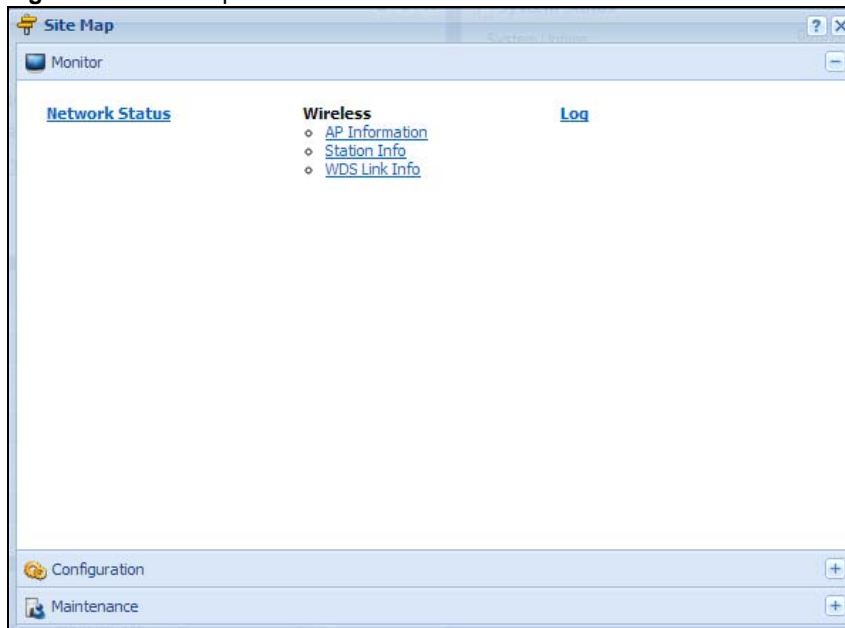 Site Map
Monitor
Network Status
Wireless
AP Information
Station Info
WDS Link Info
Log
Configuration
Maintenance